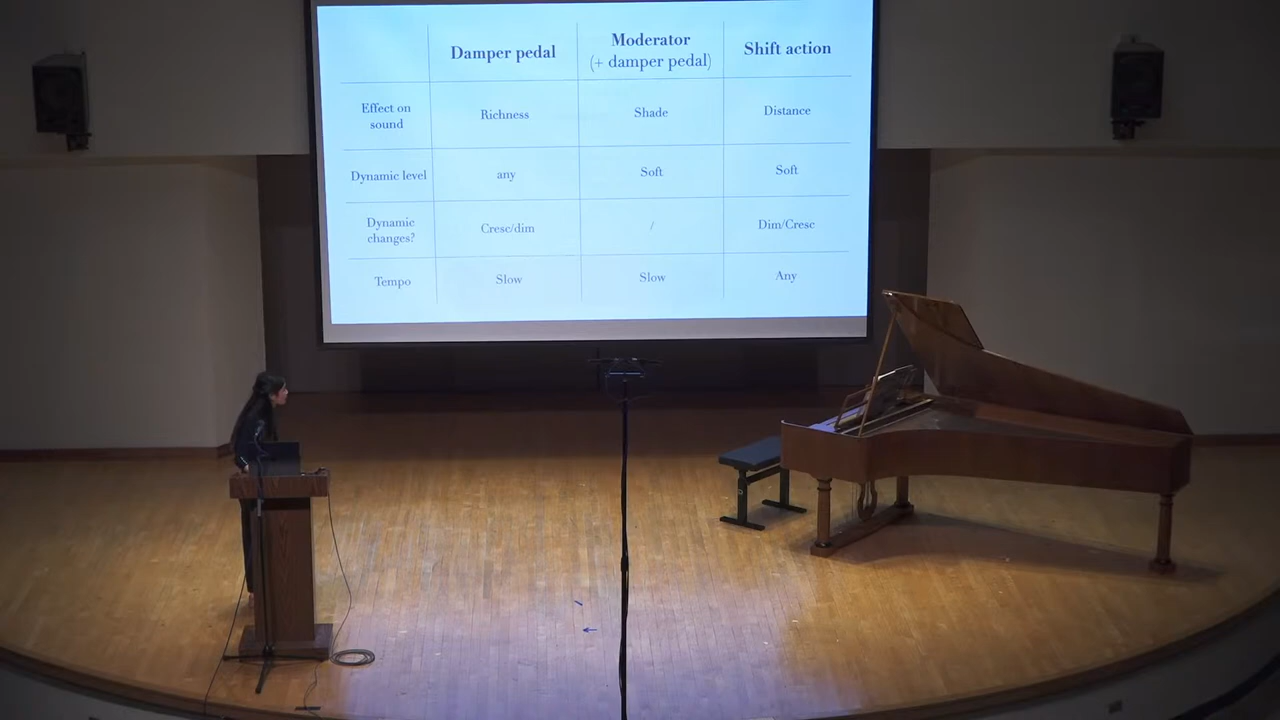 Damper pedal
Moderator
(+ damper pedal)
Shift action
Effect on
sound
Richness
Shade
Distance
Dynamic level
any
Soft
Soft
Dynamic
changes?
Cresc/dim
/
Dim/Cresc
Tempo
Slow
Slow
Any